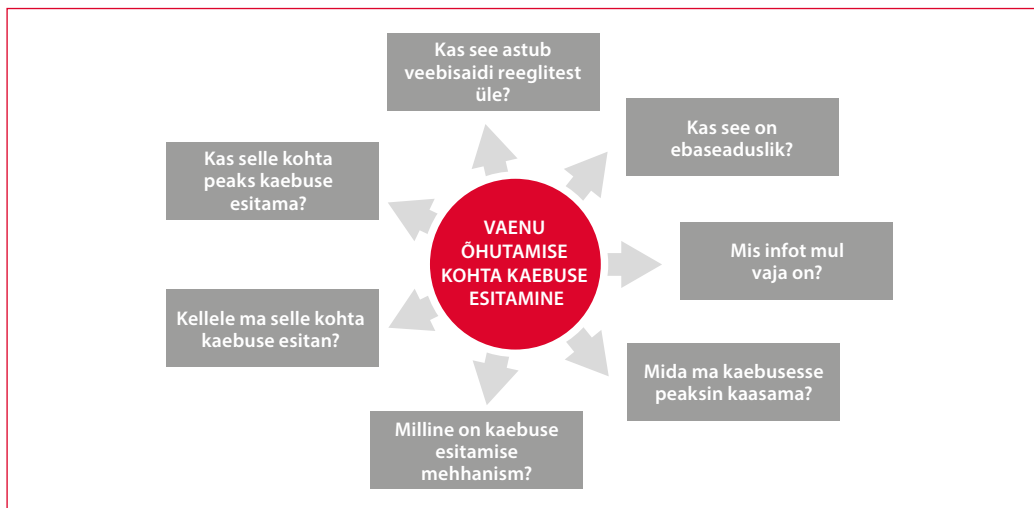 Kas see astub
veebisaidi reeglitest
üle?
Kas see on
ebaseaduslik?
Kas selle kohta
peaks kaebuse
esitama?
VAENU
ÕHUTAMISE
KOHTA KAEBUSE
ESITAMINE
Mis infot mul
vaja on?
Kellele ma selle kohta
kaebuse esitan?
Mida ma kaebusesse
peaksin kaasama?
Milline on kaebuse
esitamise
mehhanism?